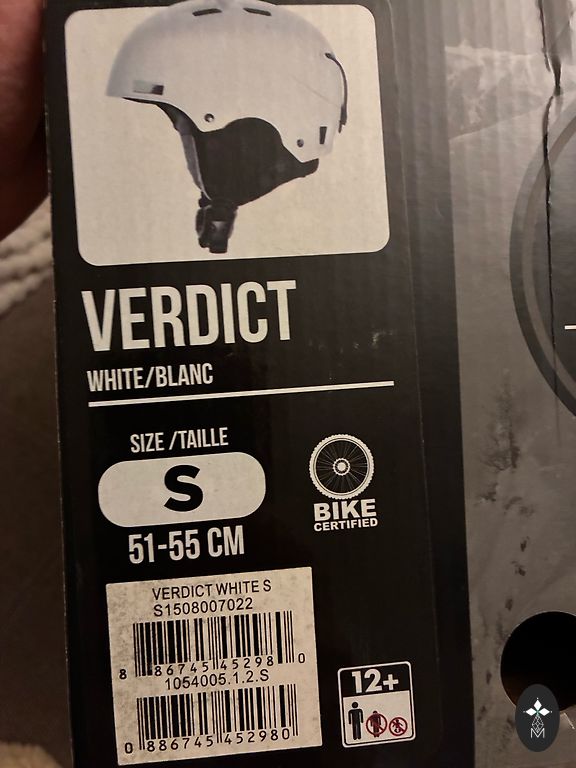 VERDICT
WHITE/BLANC
SIZE /TAILLE
S
51-55 CM
BIKE
CERTIFIED
VERDICT WHITE S
S1508007022
8 86745 45298 0
1054005.1.2.S
0 886745 452980
12+
M